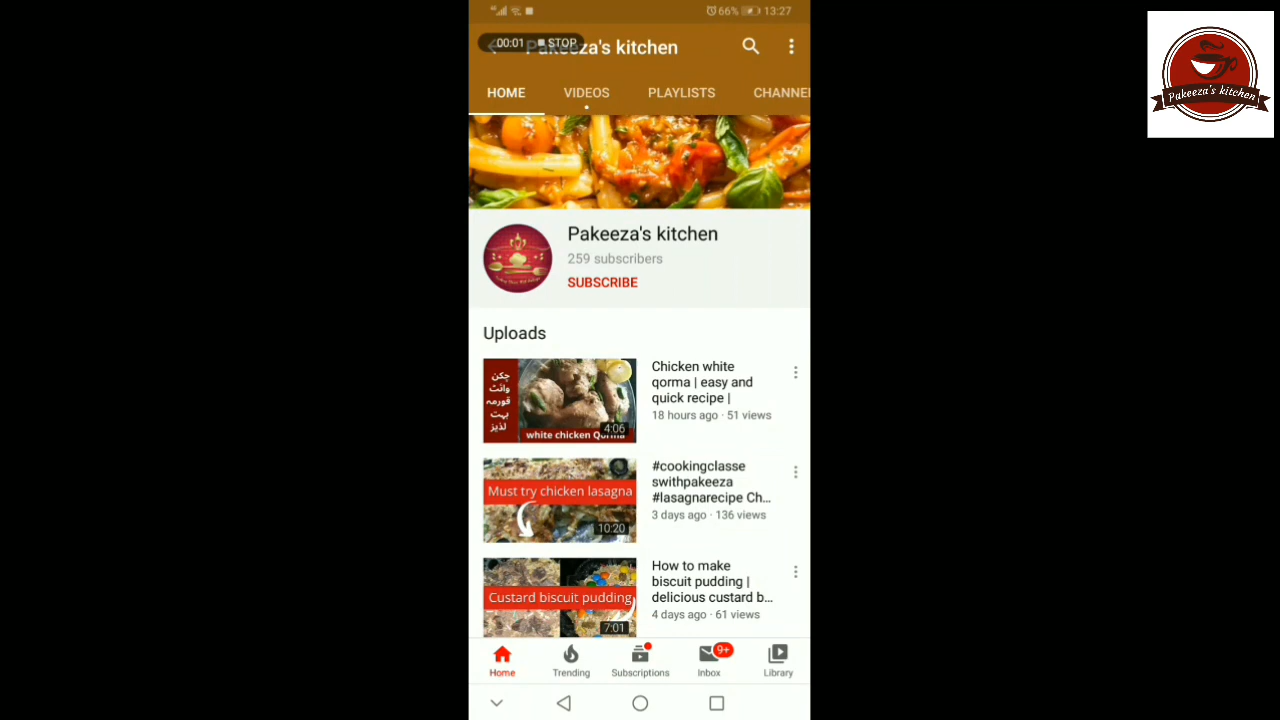 66% 13:27
00:01 STOP
Pakeeza's kitchen
HOME VIDEOS PLAYLISTS CHANNE
Pakeeza's kitchen
Pakeeza's kitchen
259 subscribers
SUBSCRIBE
Uploads
چکن
وائٹ
قورمہ
بہت
لذیز
4:06
white chicken Qorma
Chicken white
qorma | easy and
quick recipe |
18 hours ago · 51 views
Must try chicken lasagna
10:20
#cookingclasse
swithpakeeza
#lasagnarecipe Ch...
3 days ago · 136 views
Custard biscuit pudding
7:01
How to make
biscuit pudding |
delicious custard b...
4 days ago · 61 views
9+
Home Trending Subscriptions Inbox Library